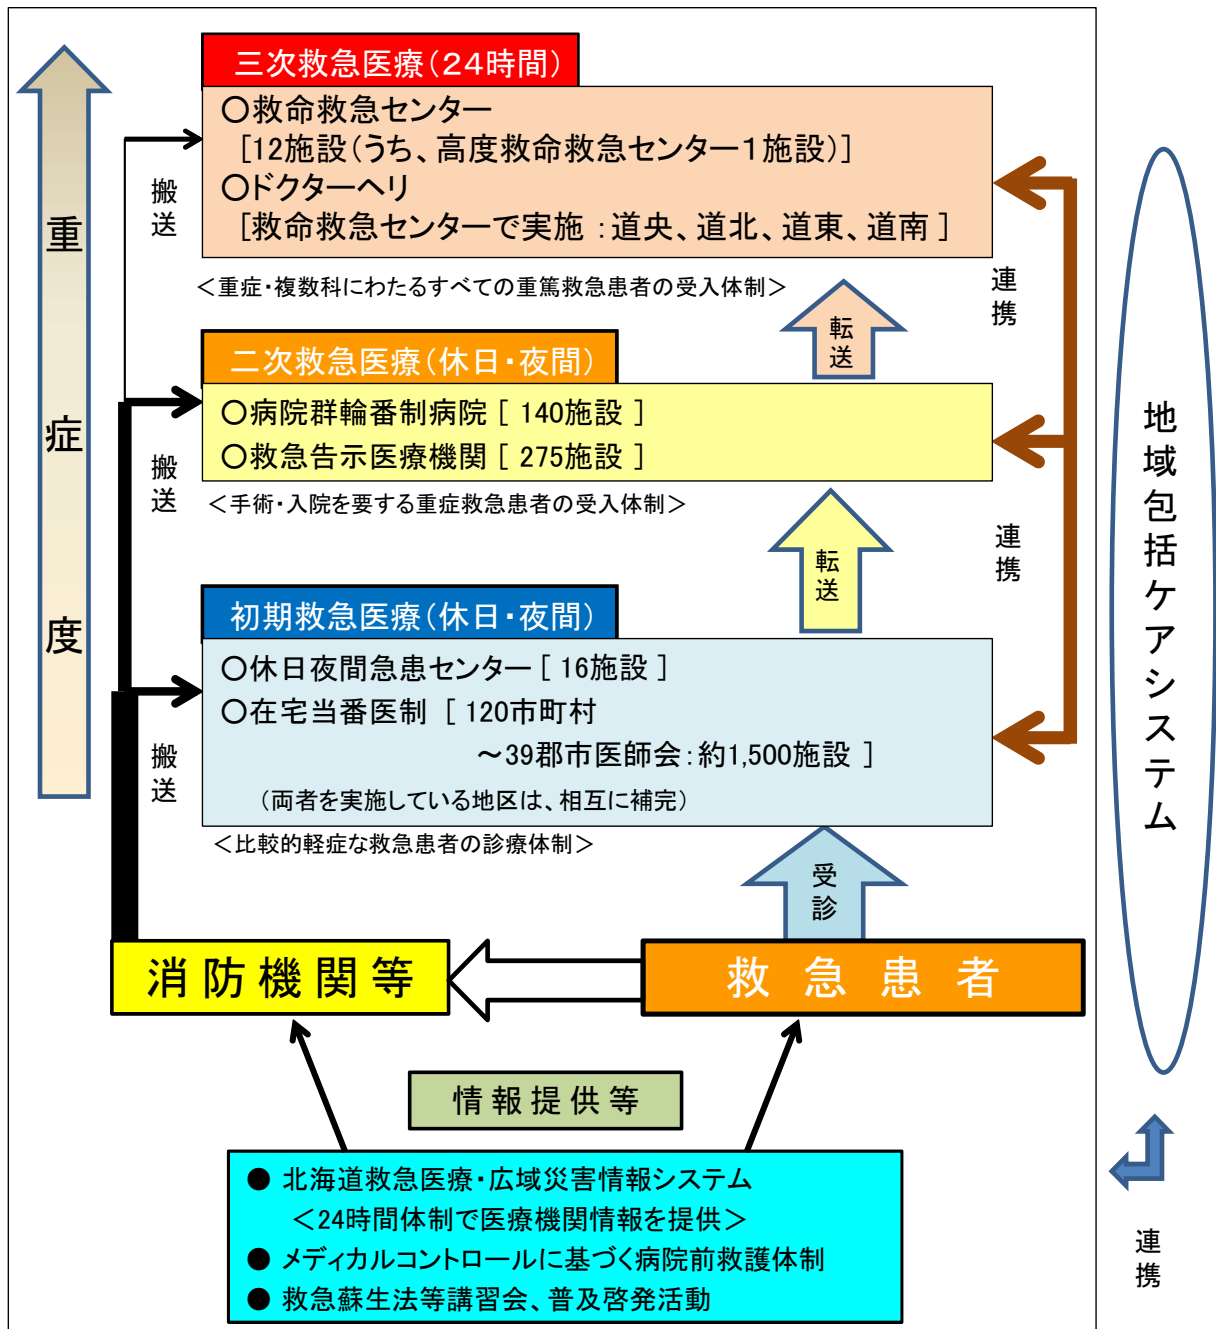 三次救急医療(24時間)
○救命救急センター
[12施設(うち、高度救命救急センター1施設)]
○ドクターヘリ
[救命救急センターで実施：道央、道北、道東、道南 ]
＜重症・複数科にわたるすべての重篤救急患者の受入体制＞
搬送
転送
連携
二次救急医療(休日・夜間)
○病院群輪番制病院 [ 140施設 ]
○救急告示医療機関 [ 275施設 ]
＜手術・入院を要する重症救急患者の受入体制＞
搬送
転送
連携
初期救急医療(休日・夜間)
○休日夜間急患センター [ 16施設 ]
○在宅当番医制 [ 120市町村
～39郡市医師会：約1,500施設 ]
(両者を実施している地区は、相互に補完)
＜比較的軽症な救急患者の診療体制＞
搬送
受診
重症度
地域包括ケアシステム
消防機関等
救急患者
情報提供等
● 北海道救急医療・広域災害情報システム
＜24時間体制で医療機関情報を提供＞
● メディカルコントロールに基づく病院前救護体制
● 救急蘇生法等講習会、普及啓発活動
連携